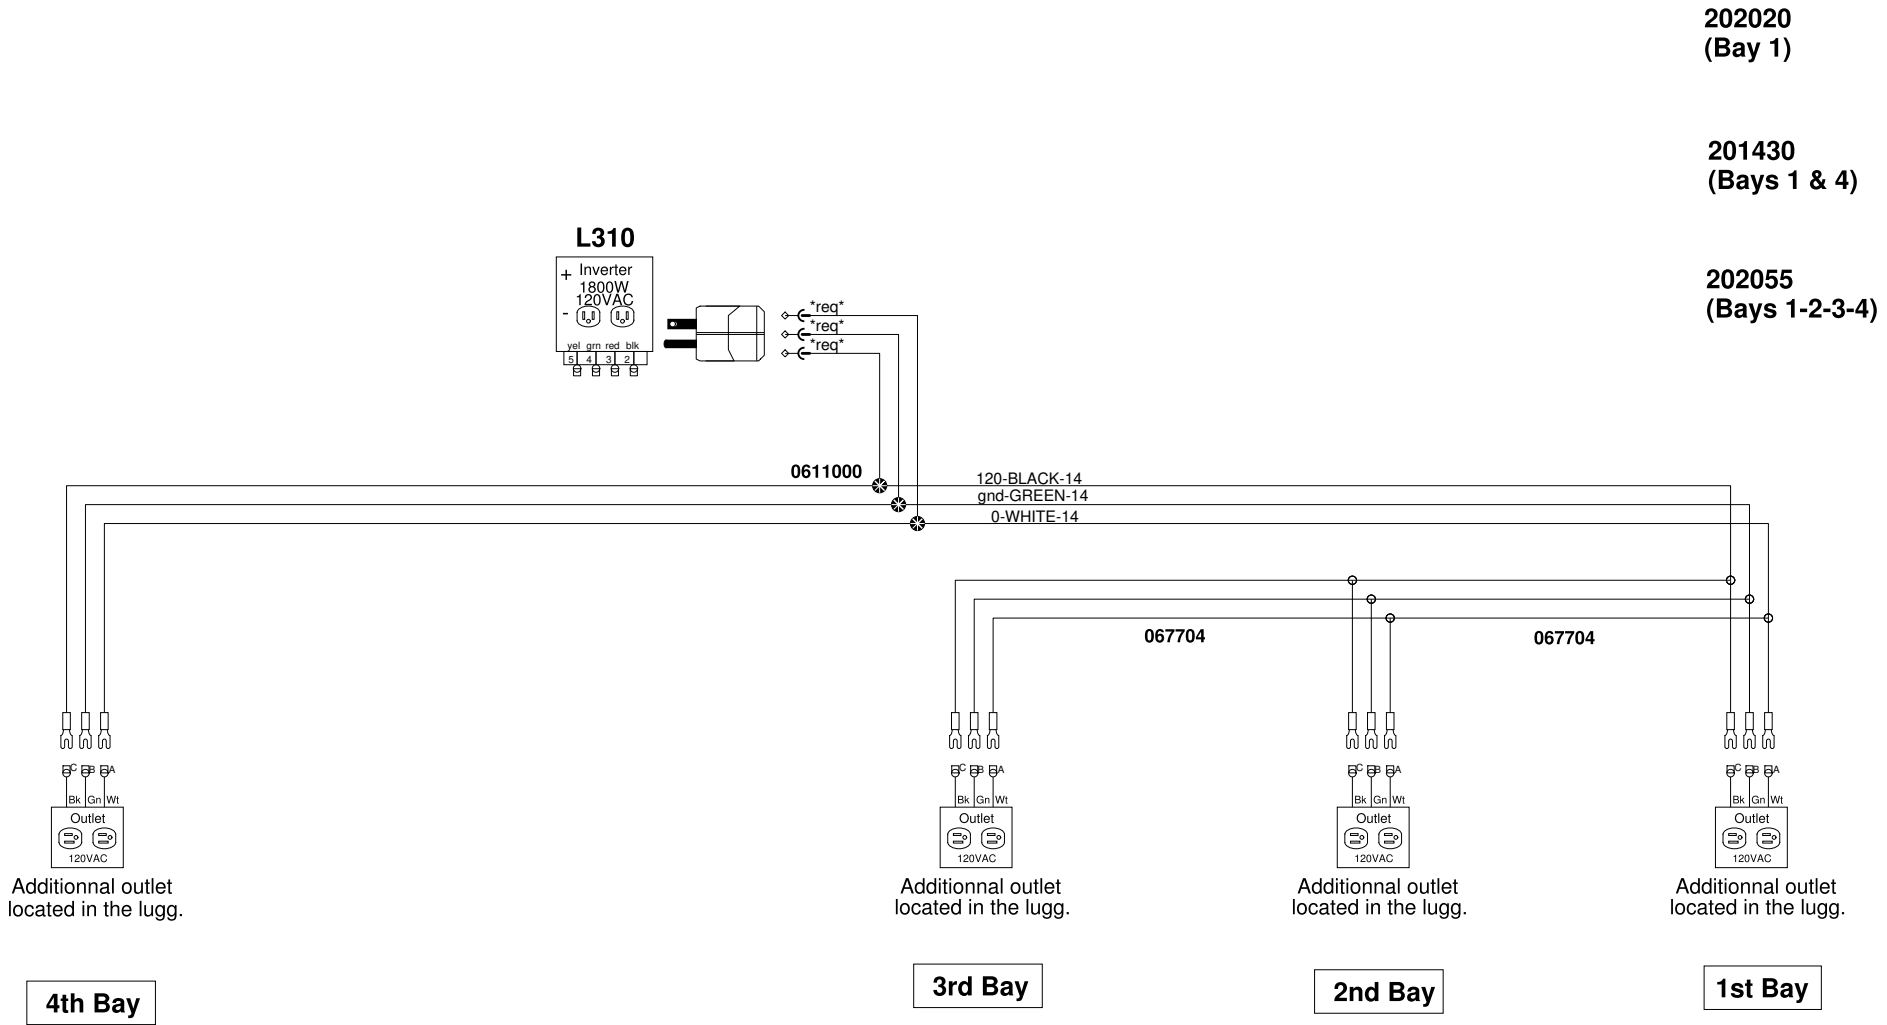 202020
(Bay 1)
201430
(Bays 1 & 4)
202055
(Bays 1-2-3-4)
L310
+ Inverter
1800W
120VAC
-
yel grn red blk
5 4 3 2
*req*
*req*
*req*
0611000
120-BLACK-14
gnd-GREEN-14
0-WHITE-14
067704
067704
C B A
Bk Gn Wt
Outlet
120VAC
Additionnal outlet
located in the lugg.
4th Bay
C B A
Bk Gn Wt
Outlet
120VAC
Additionnal outlet
located in the lugg.
3rd Bay
C B A
Bk Gn Wt
Outlet
120VAC
Additionnal outlet
located in the lugg.
2nd Bay
C B A
Bk Gn Wt
Outlet
120VAC
Additionnal outlet
located in the lugg.
1st Bay